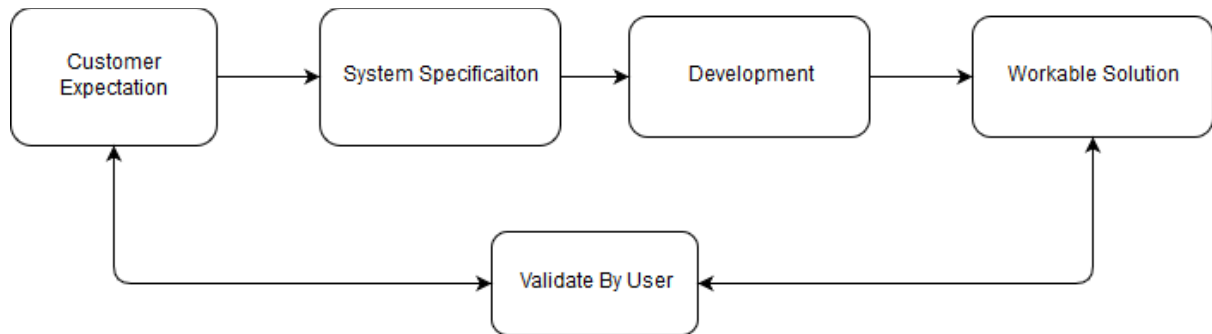 Customer
Expectation
System Specificaiton
Development
Workable Solution
Validate By User